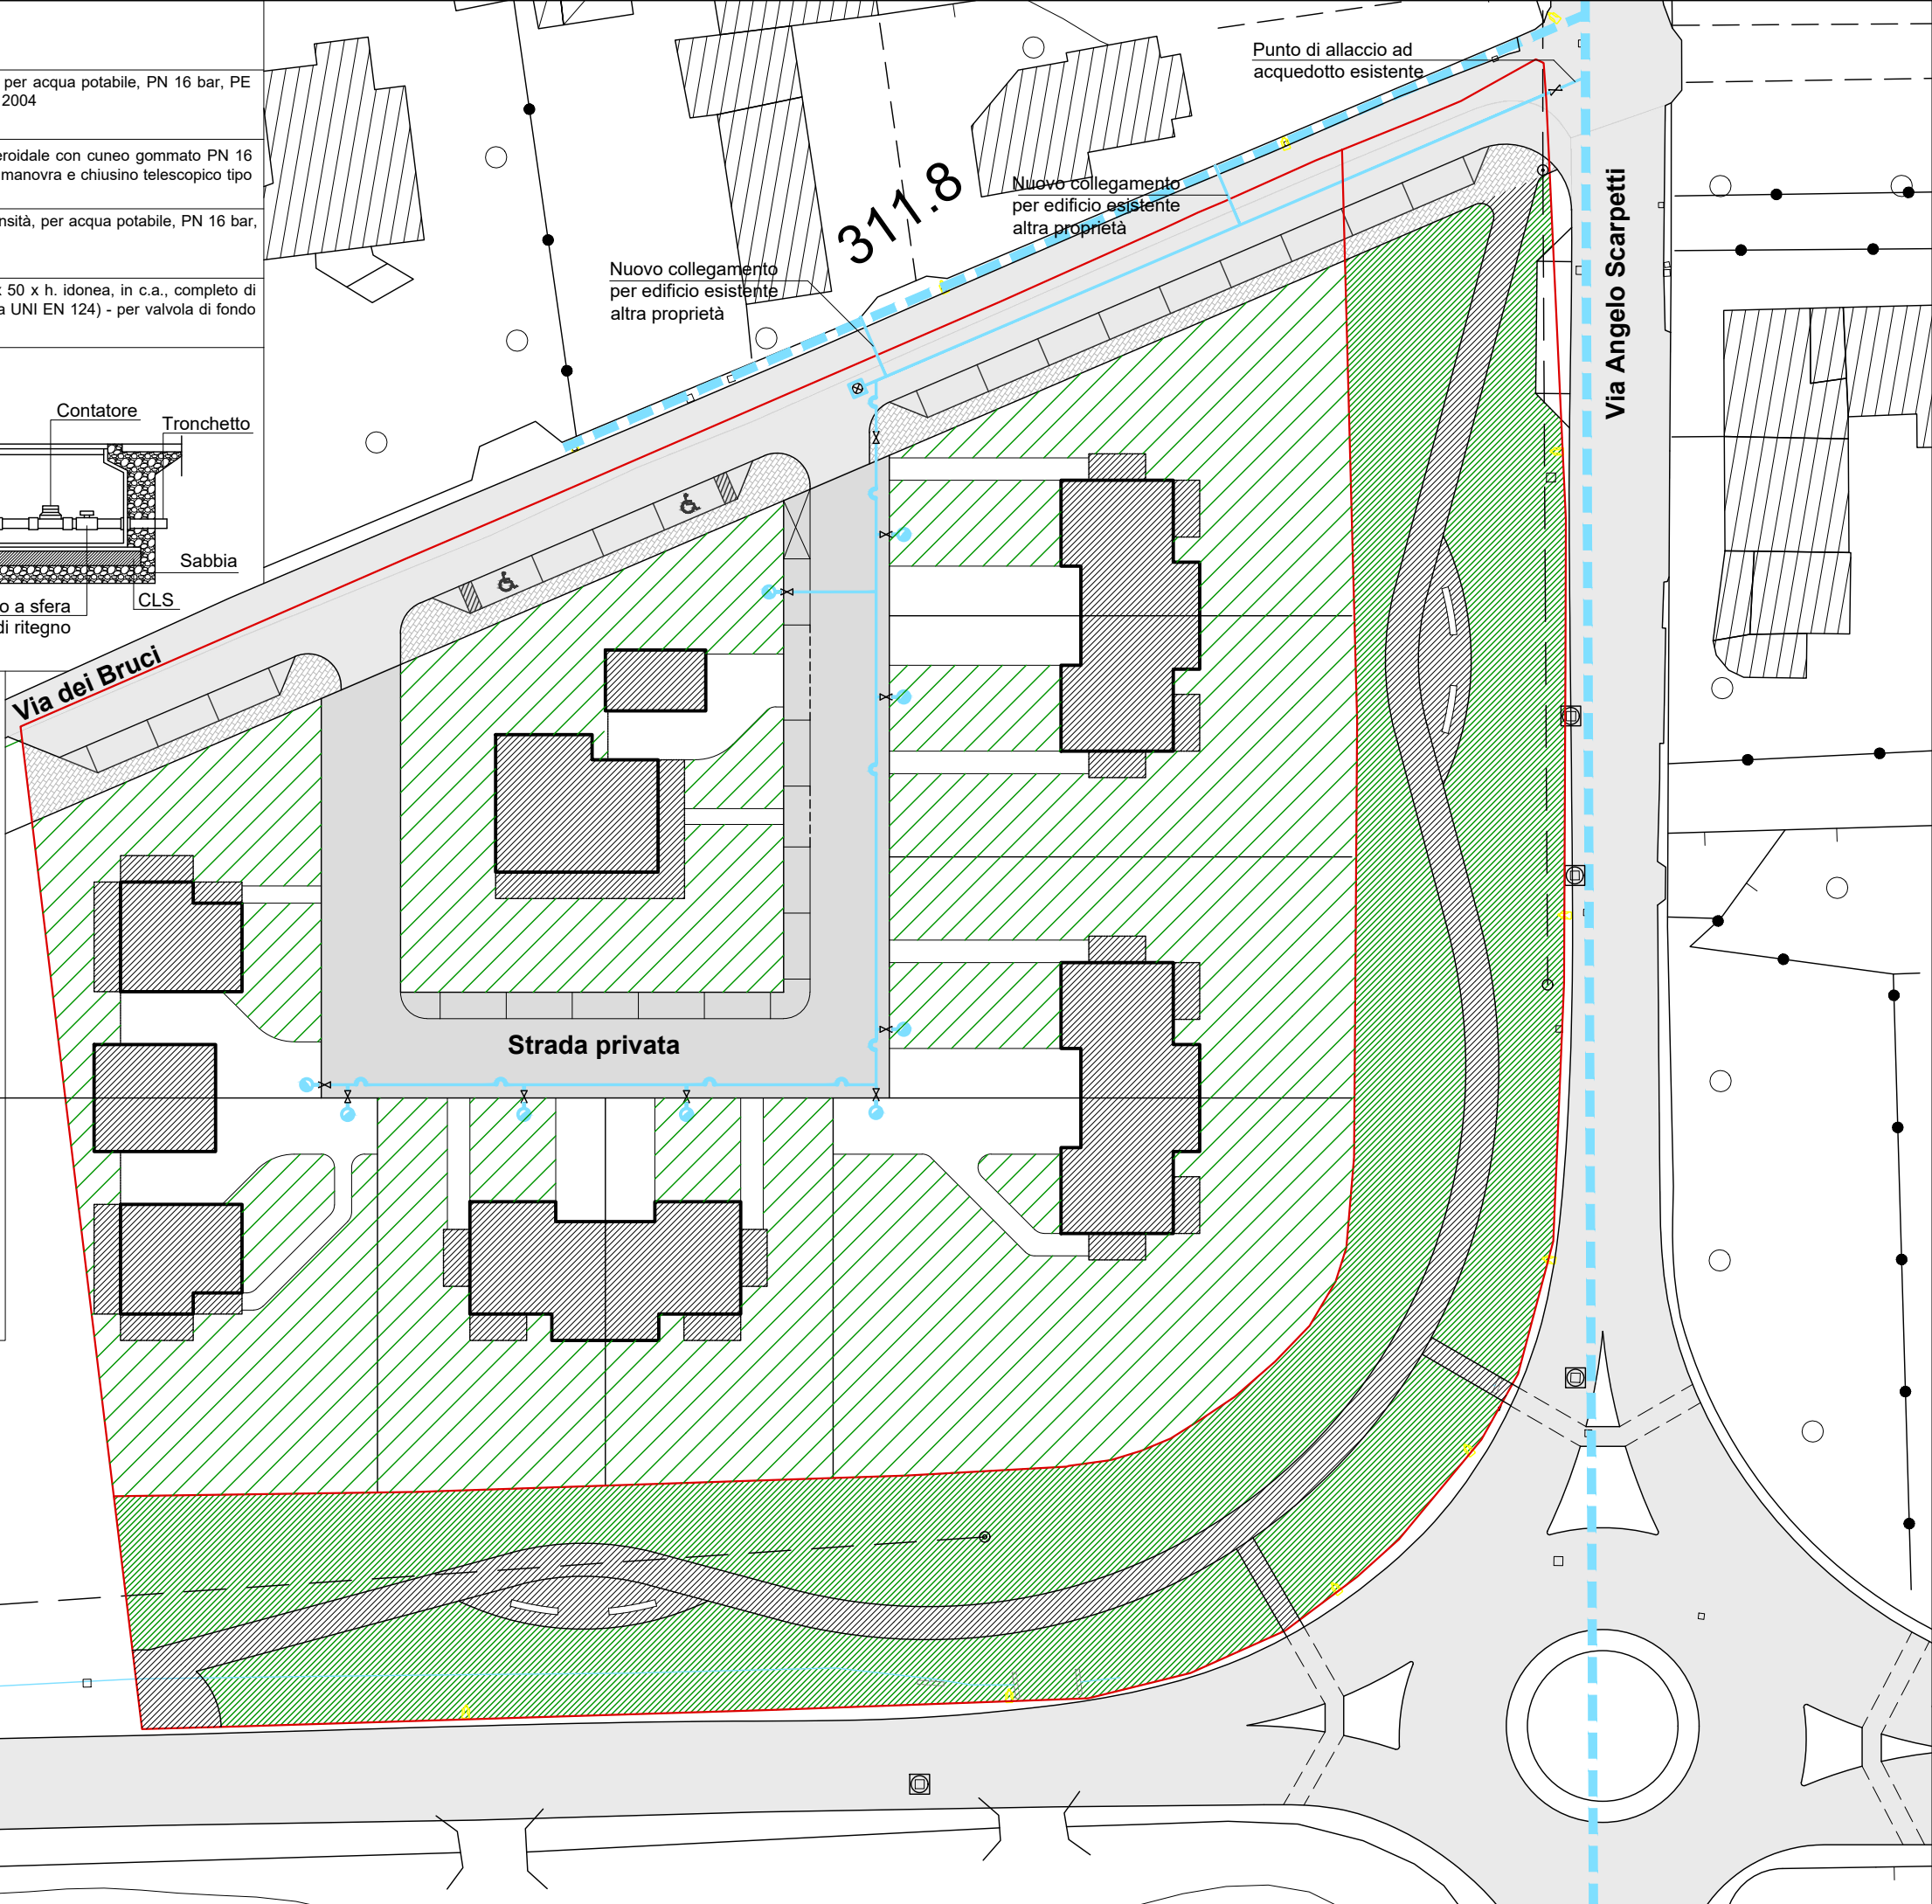 per acqua potabile, PN 16 bar, PE
2004
eroidale con cuneo gommato PN 16
manovra e chiusino telescopico tipo
nsità, per acqua potabile, PN 16 bar,
x 50 x h. idonea, in c.a., completo di
a UNI EN 124) - per valvola di fondo
Contatore
Tronchetto
Sabbia
CLS
o a sfera
di ritegno
Punto di allaccio ad
acquedotto esistente
Nuovo collegamento
per edificio esistente
altra proprietà
311.8
Nuovo collegamento
per edificio esistente
altra proprietà
Via Angelo Scarpetti
Via dei Bruci
Strada privata